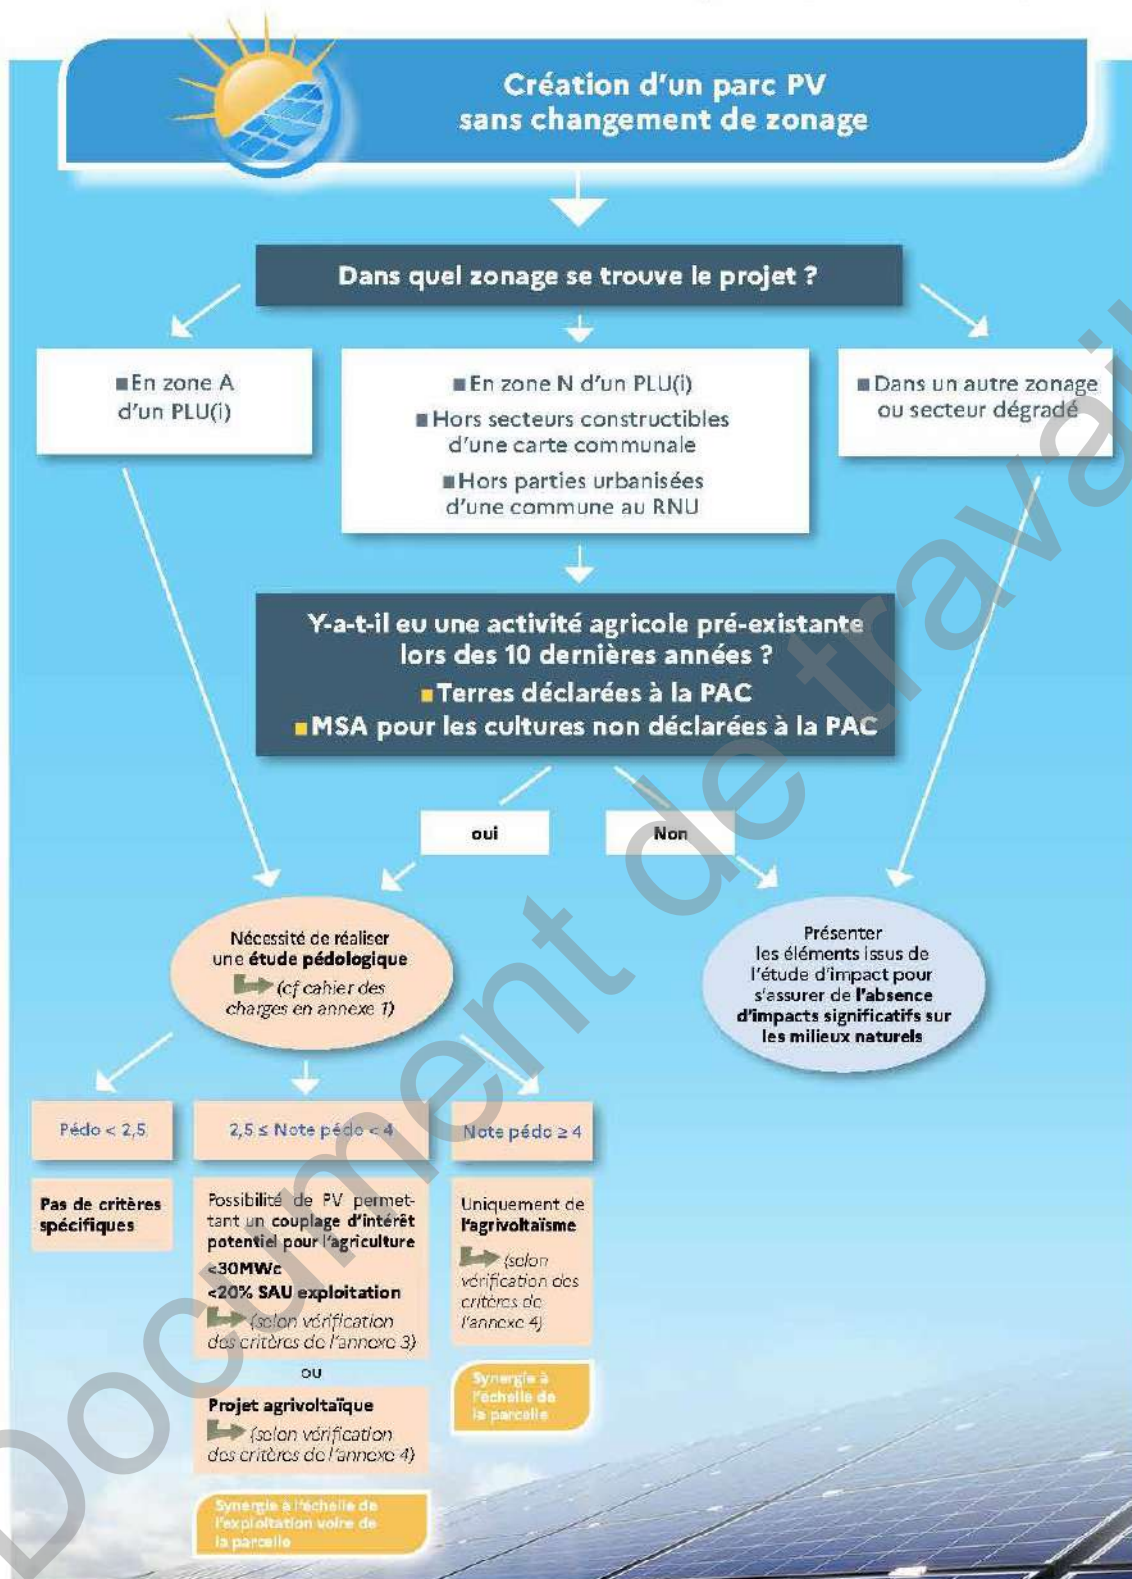 Création d'un parc PV
sans changement de zonage
Dans quel zonage se trouve le projet ?
■En zone A
d'un PLU(i)
■En zone N d'un PLU(i)
■Hors secteurs constructibles
d'une carte communale
■Hors parties urbanisées
d'une commune au RNU
■Dans un autre zonage
ou secteur dégradé
Y-a-t-il eu une activité agricole pré-existante
lors des 10 dernières années ?
■Terres déclarées à la PAC
■MSA pour les cultures non déclarées à la PAC
oui
Non
Nécessité de réaliser
une étude pédologique
(cf cahier des
charges en annexe 1)
Présenter
les éléments issus de
l'étude d'impact pour
s'assurer de l'absence
d'impacts significatifs sur
les milieux naturels
Pédo < 2,5
Pas de critères
spécifiques
2,5 ≤ Note pédo < 4
Possibilité de PV permet-
tant un couplage d'intérêt
potentiel pour l'agriculture
<30MWc
<20% SAU exploitation
(selon vérification
des critères de l'annexe 3)
ou
Projet agrivoltaïque
(selon vérification
des critères de l'annexe 4)
Synergie à l'échelle de
l'exploitation voire de
la parcelle
Note pédo ≥ 4
Uniquement de
l'agrivoltaïsme
(selon
vérification des
critères de
l'annexe 4)
Synergie à
l'échelle de
la parcelle
Document de travail